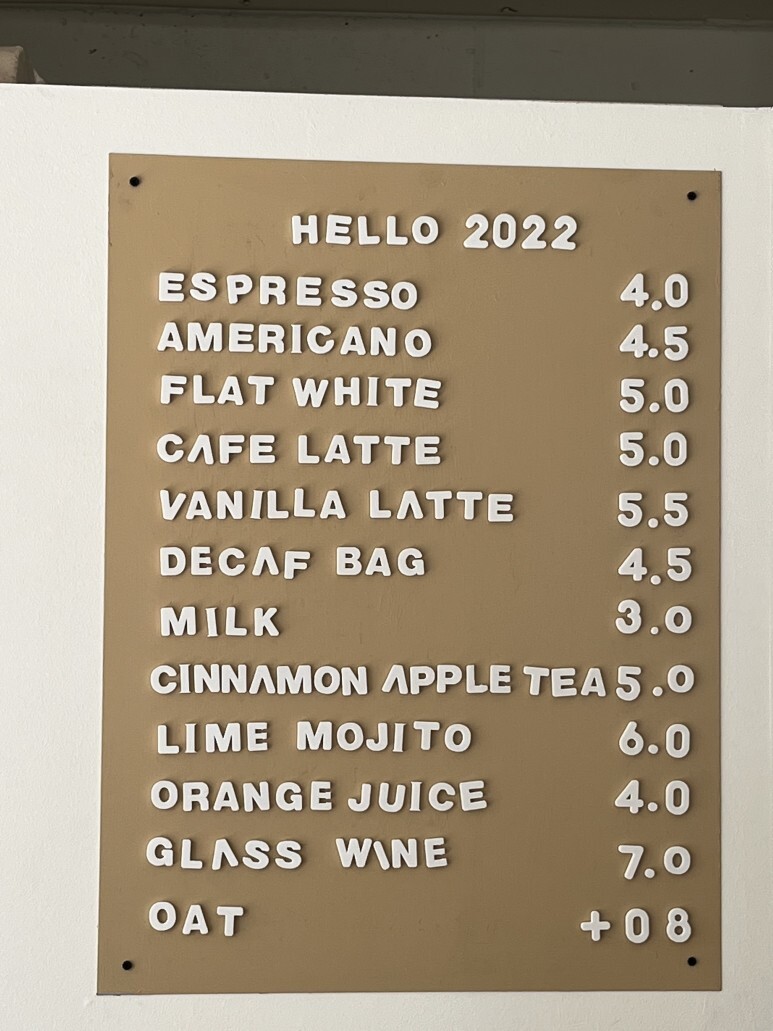 HELLO 2022
ESPRESSO 4.0
AMERICANO 4.5
FLAT WHITE 5.0
CAFE LATTE 5.0
VANILLA LATTE 5.5
DECAF BAG 4.5
MILK 3.0
CINNAMON APPLE TEA 5.0
LIME MOJITO 6.0
ORANGE JUICE 4.0
GLASS WINE 7.0
OAT +0 8